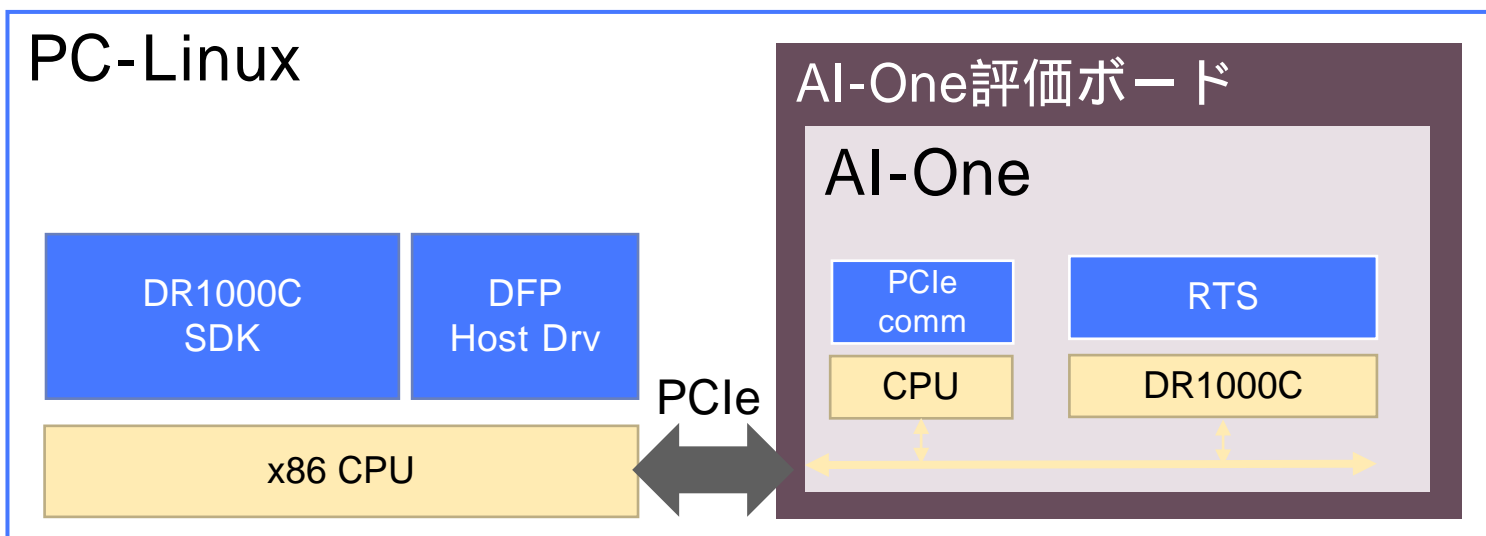 PC-Linux
AI-One評価ボード
AI-One
DR1000C
SDK
DFP
Host Drv
PCIe
comm
RTS
CPU
DR1000C
PCIe
x86 CPU